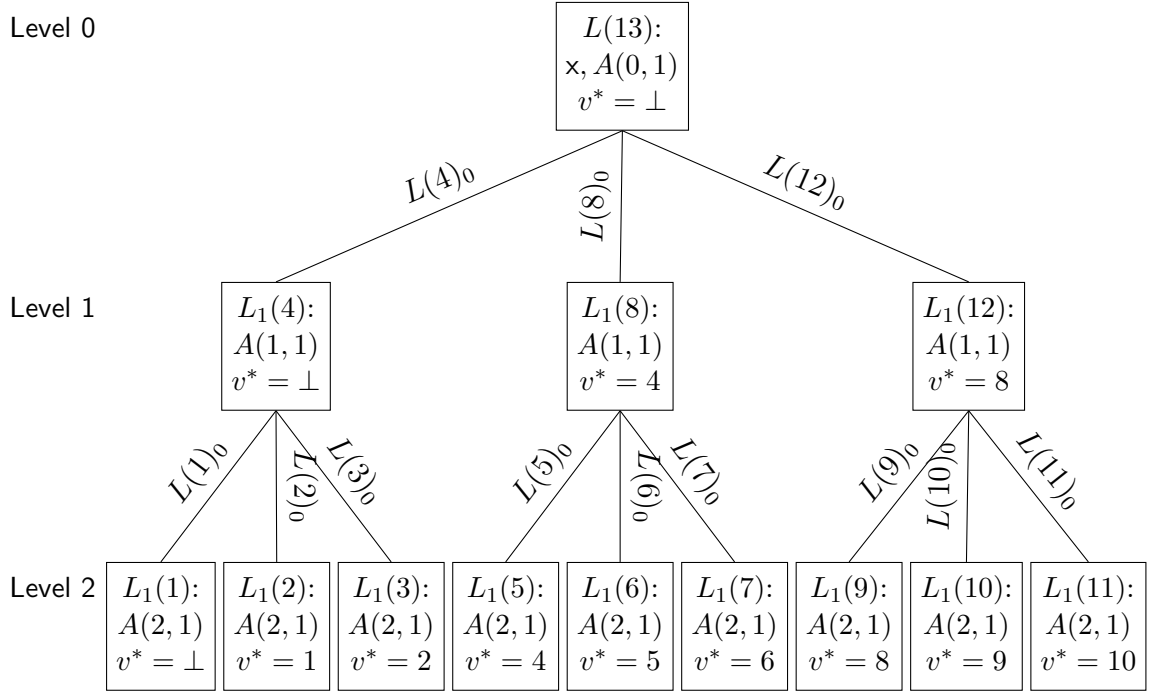 Level 0
L(13):
x, A(0, 1)
v* = ⊥
L(4)₀
L(8)₀
L(12)₀
Level 1
L₁(4):
A(1, 1)
v* = ⊥
L₁(8):
A(1, 1)
v* = 4
L₁(12):
A(1, 1)
v* = 8
L(1)₀
L(2)₀
L(3)₀
L(5)₀
L(6)₀
L(7)₀
L(9)₀
L(10)₀
L(11)₀
Level 2
L₁(1):
A(2, 1)
v* = ⊥
L₁(2):
A(2, 1)
v* = 1
L₁(3):
A(2, 1)
v* = 2
L₁(5):
A(2, 1)
v* = 4
L₁(6):
A(2, 1)
v* = 5
L₁(7):
A(2, 1)
v* = 6
L₁(9):
A(2, 1)
v* = 8
L₁(10):
A(2, 1)
v* = 9
L₁(11):
A(2, 1)
v* = 10